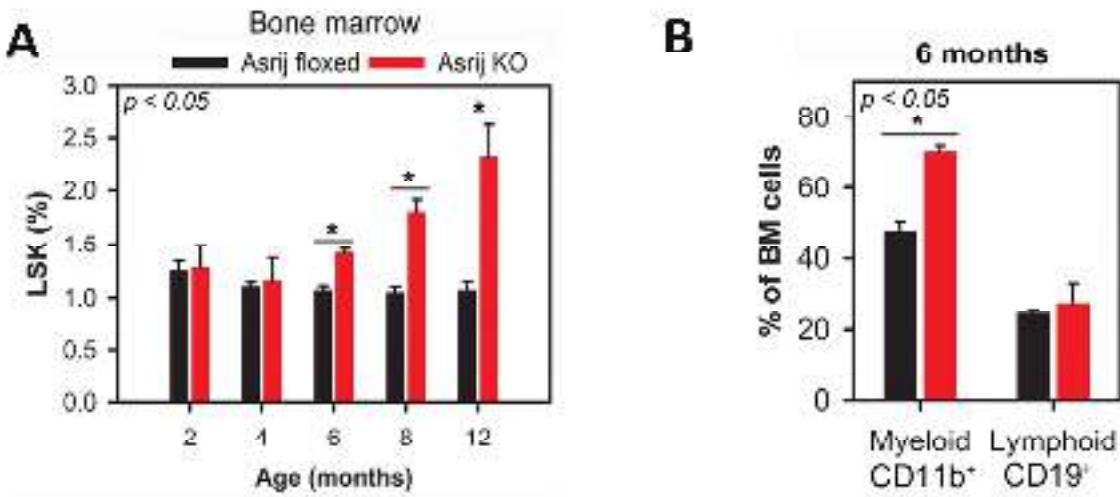 A
Bone marrow
Asrij floxed Asrij KO
p < 0.05
3.0
2.5
2.0
1.5
1.0
0.5
0.0
LSK (%)
* * *
2 4 6 8 12
Age (months)
B
6 months
p < 0.05
*
80
60
40
20
0
% of BM cells
Myeloid Lymphoid
CD11b⁺ CD19⁺